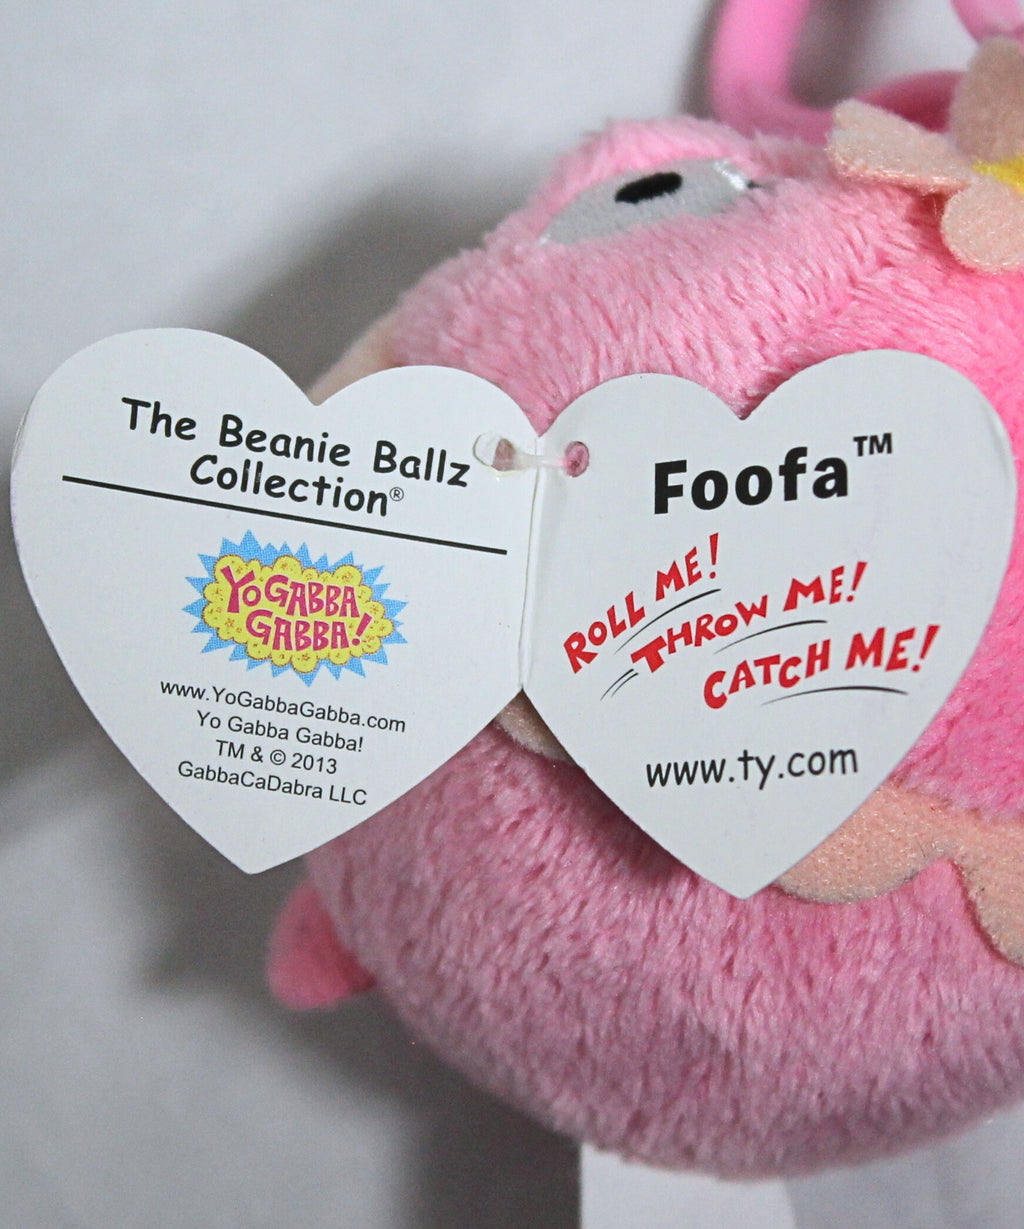 The Beanie Ballz
Collection®
YO GABBA
GABBA!
www.YoGabbaGabba.com
Yo Gabba Gabba!
TM & © 2013
GabbaCaDabra LLC
Foofa™
ROLL ME!
THROW ME!
CATCH ME!
www.ty.com